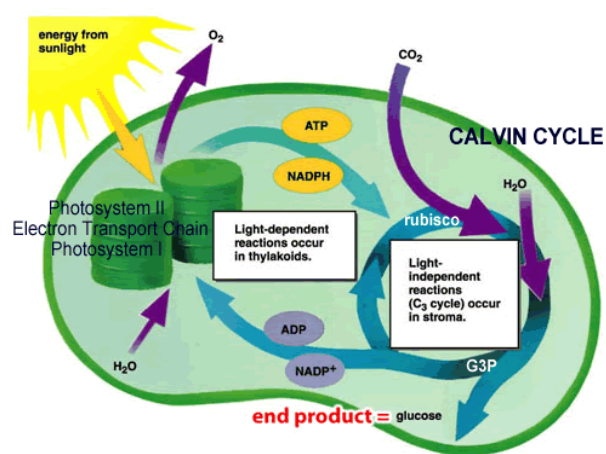 energy from
sunlight
O2
CO2
ATP
NADPH
CALVIN CYCLE
H2O
rubisco
Photosystem II
Electron Transport Chain
Photosystem I
Light-dependent
reactions occur
in thylakoids.
Light-
independent
reactions
(C3 cycle) occur
in stroma.
ADP
NADP+
H2O
G3P
end product = glucose